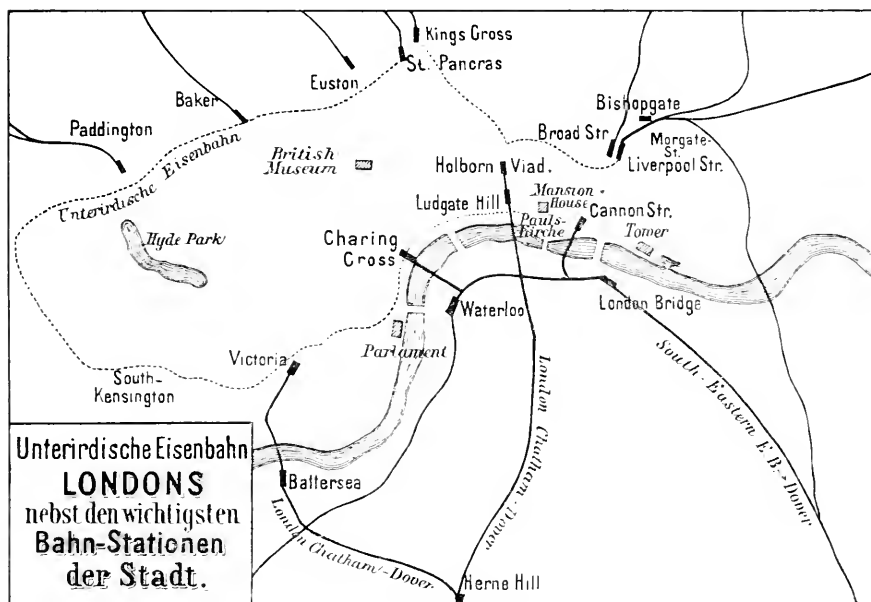 Kings Cross
St. Pancras
Euston
Baker
Paddington
Unterirdische Eisenbahn
British
Museum
Bishopgate
Broad Str.
Morgate-
St.
Liverpool Str.
Holborn Viad.
Ludgate Hill
Mansion-
House
Pauls-
kirche
Cannon Str.
Tower
Hyde Park
Charing
Cross
Waterloo
London Bridge
Parlament
Victoria
South-
Kensington
Battersea
London Chatham-Dover
London Chatham-Dover
South-Eastern E.B.-Dover
Herne Hill
Unterirdische Eisenbahn
LONDONS
nebst den wichtigsten
Bahn-Stationen
der Stadt.